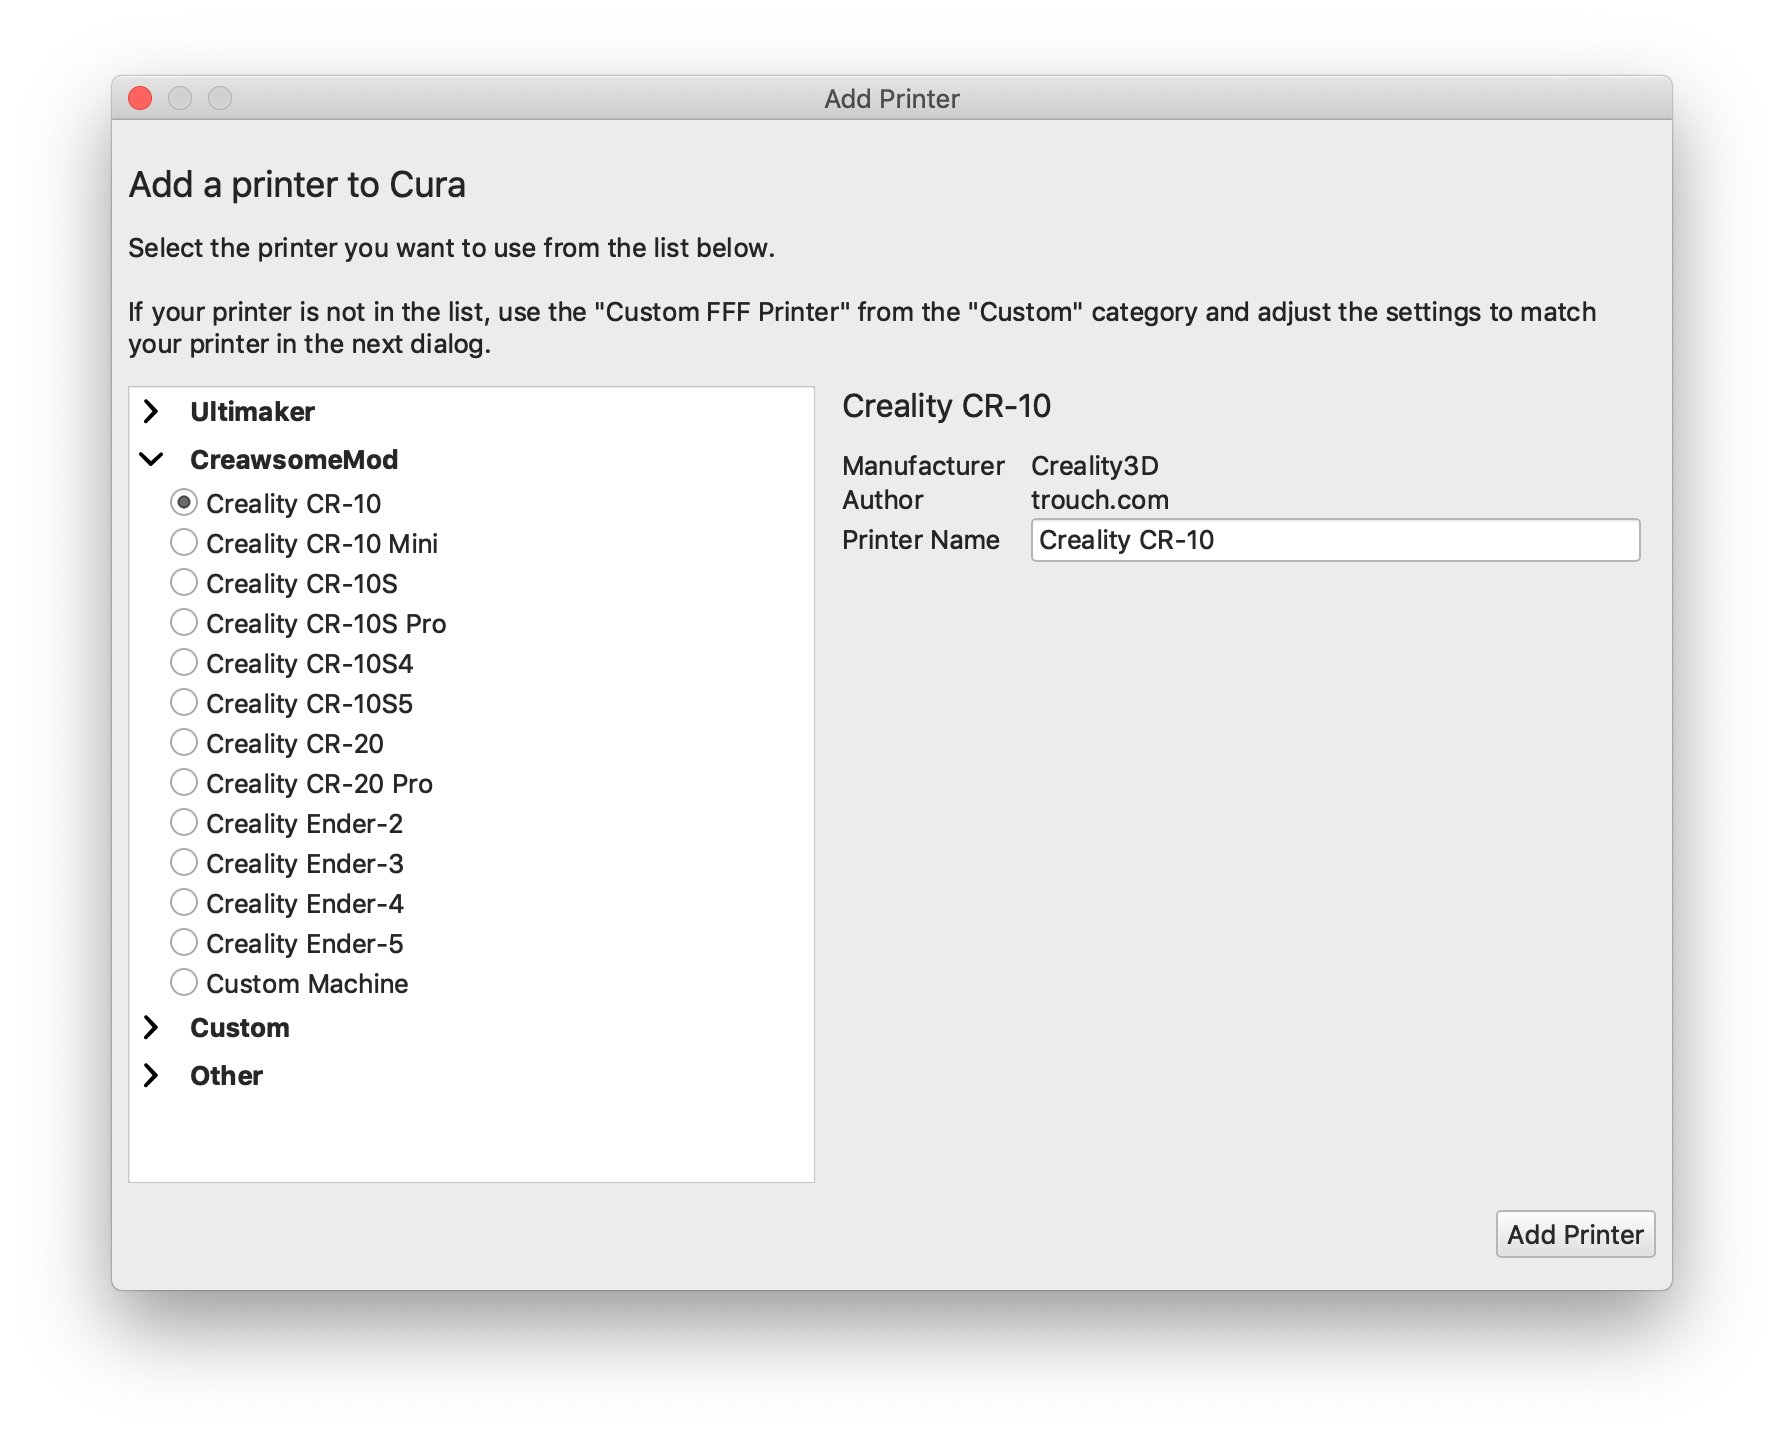 Add Printer
Add a printer to Cura
Select the printer you want to use from the list below.
If your printer is not in the list, use the "Custom FFF Printer" from the "Custom" category and adjust the settings to match
your printer in the next dialog.
Ultimaker
CreawsomeMod
Creality CR-10
Creality CR-10 Mini
Creality CR-10S
Creality CR-10S Pro
Creality CR-10S4
Creality CR-10S5
Creality CR-20
Creality CR-20 Pro
Creality Ender-2
Creality Ender-3
Creality Ender-4
Creality Ender-5
Custom Machine
Custom
Other
Creality CR-10
Manufacturer Creality3D
Author trouch.com
Printer Name Creality CR-10
Add Printer